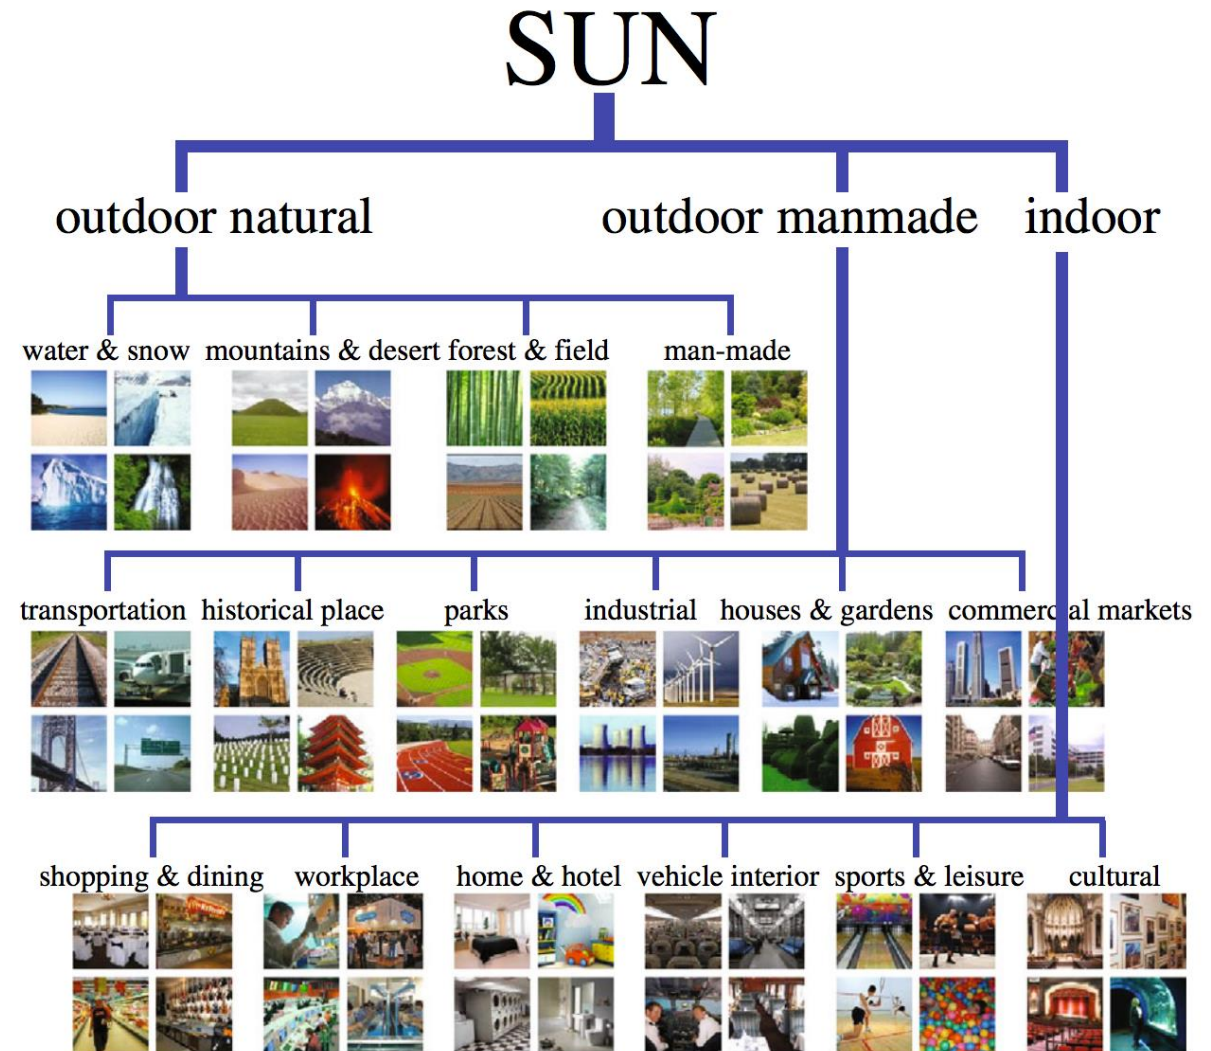 SUN
outdoor natural
outdoor manmade
indoor
water & snow
mountains & desert
forest & field
man-made
transportation
historical place
parks
industrial
houses & gardens
commercial markets
shopping & dining
workplace
home & hotel
vehicle interior
sports & leisure
cultural